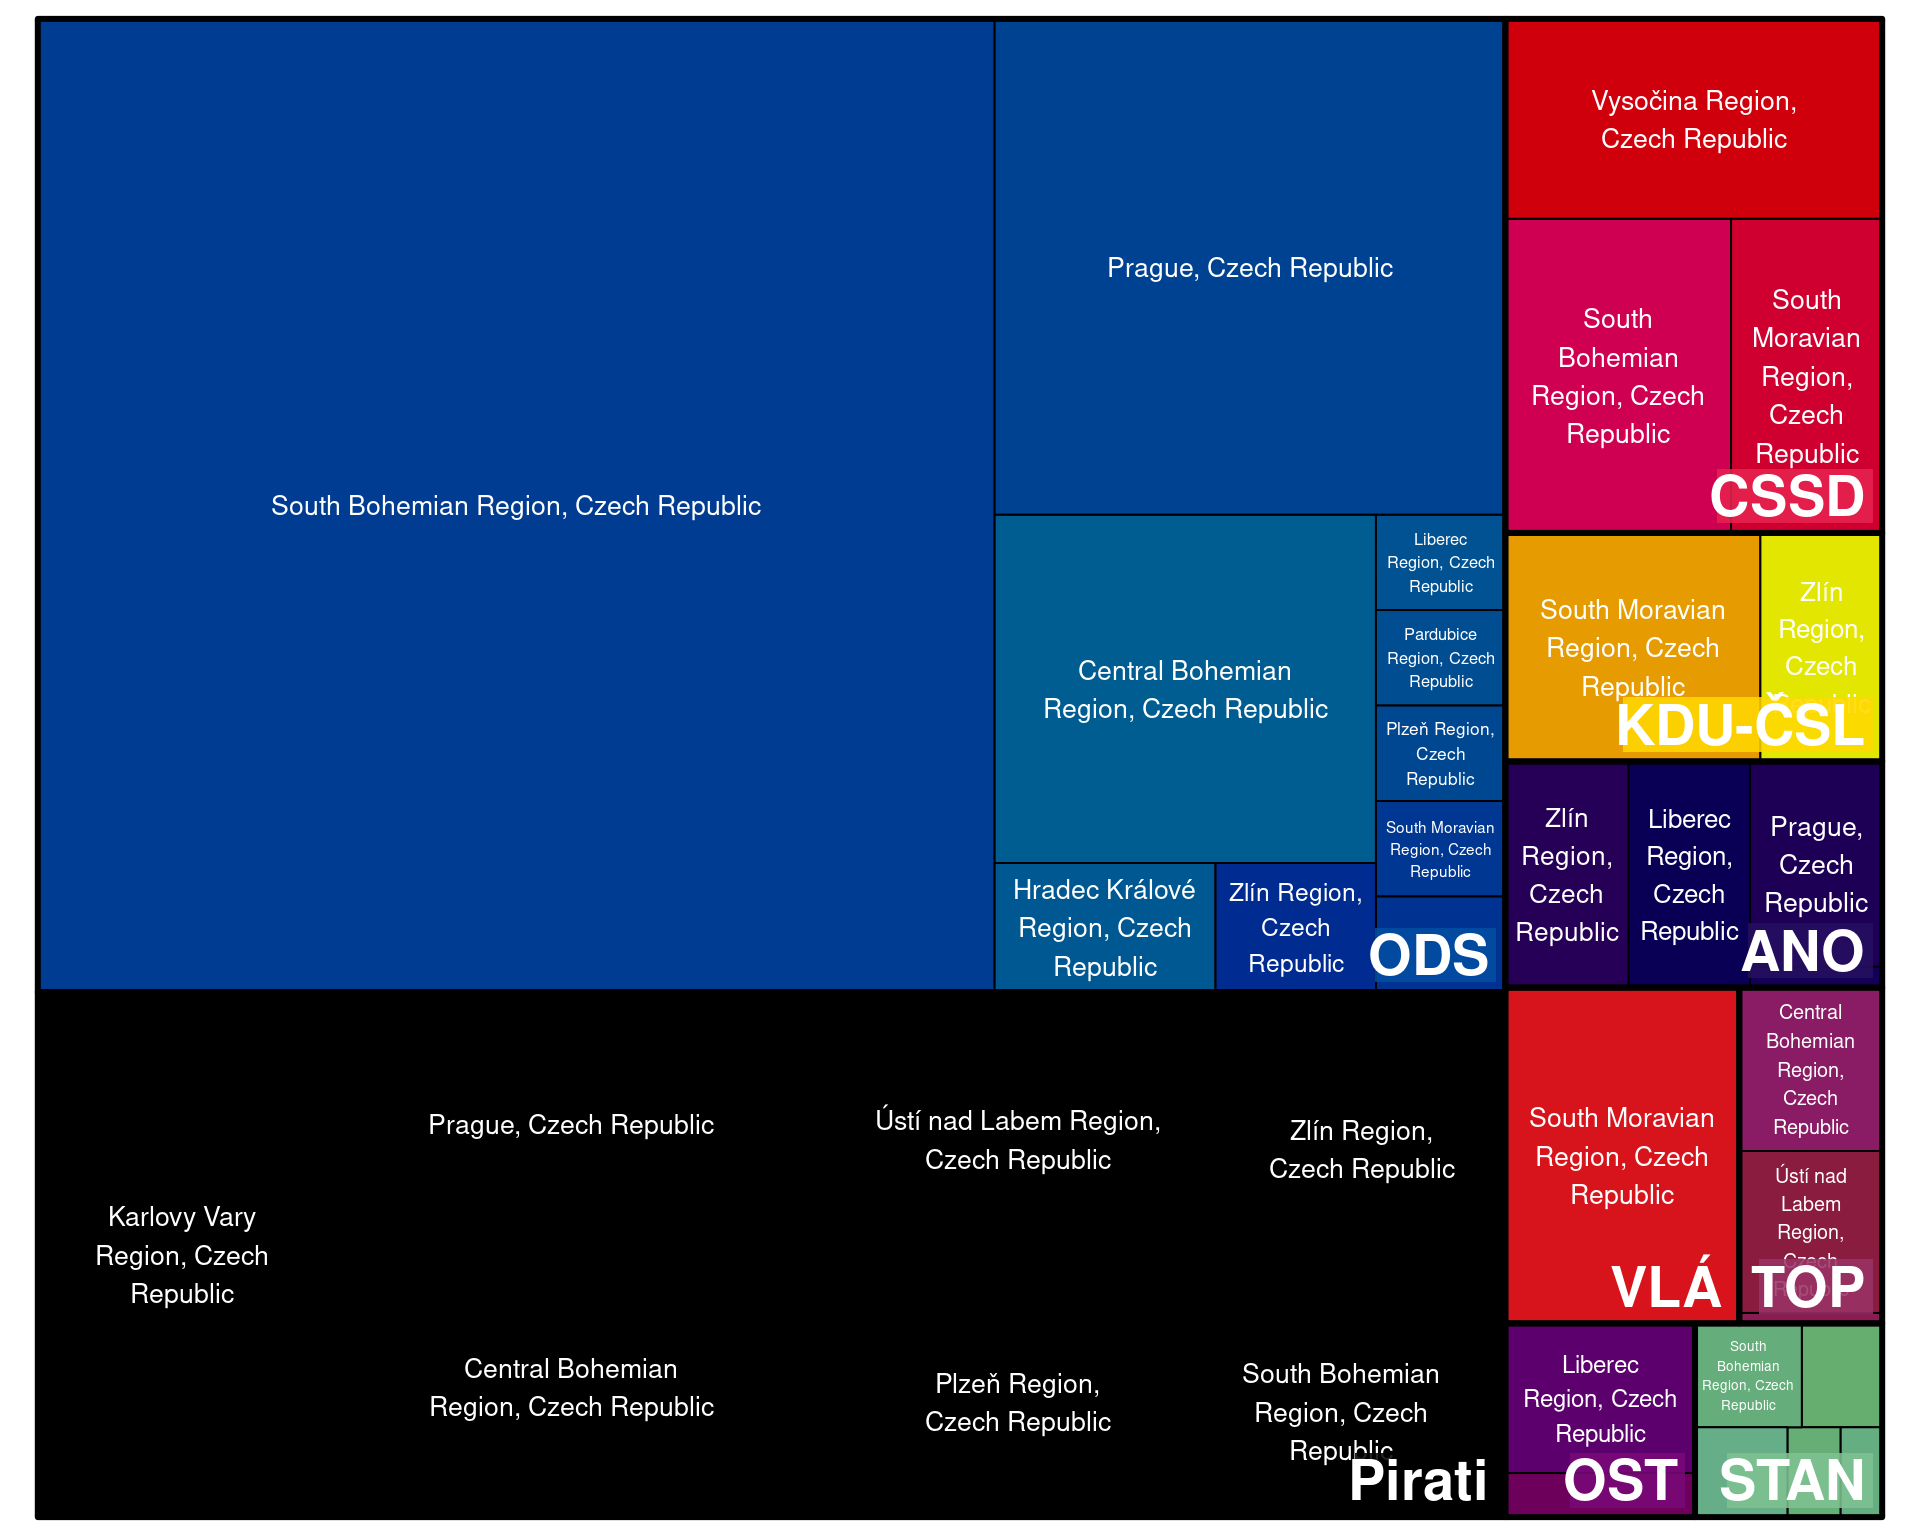 South Bohemian Region, Czech Republic
Prague, Czech Republic
Central Bohemian
Region, Czech Republic
Liberec
Region, Czech
Republic
Pardubice
Region, Czech
Republic
Plzeň Region,
Czech
Republic
South Moravian
Region, Czech
Republic
Hradec Králové
Region, Czech
Republic
Zlín Region,
Czech
Republic
ODS
Vysočina Region,
Czech Republic
South
Bohemian
Region, Czech
Republic
South
Moravian
Region,
Czech
Republic
CSSD
South Moravian
Region, Czech
Republic
Zlín
Region,
Czech
KDU-ČSL
Zlín
Region,
Czech
Republic
Liberec
Region,
Czech
Republic
Prague,
Czech
Republic
ANO
Karlovy Vary
Region, Czech
Republic
Prague, Czech Republic
Central Bohemian
Region, Czech Republic
Ústí nad Labem Region,
Czech Republic
Plzeň Region,
Czech Republic
Zlín Region,
Czech Republic
South Bohemian
Region, Czech
Republic
Pirati
South Moravian
Region, Czech
Republic
VLÁ
Central
Bohemian
Region,
Czech
Republic
Ústí nad
Labem
Region,
Czech
TOP
Liberec
Region, Czech
Republic
OST
South
Bohemian
Region, Czech
Republic
STAN